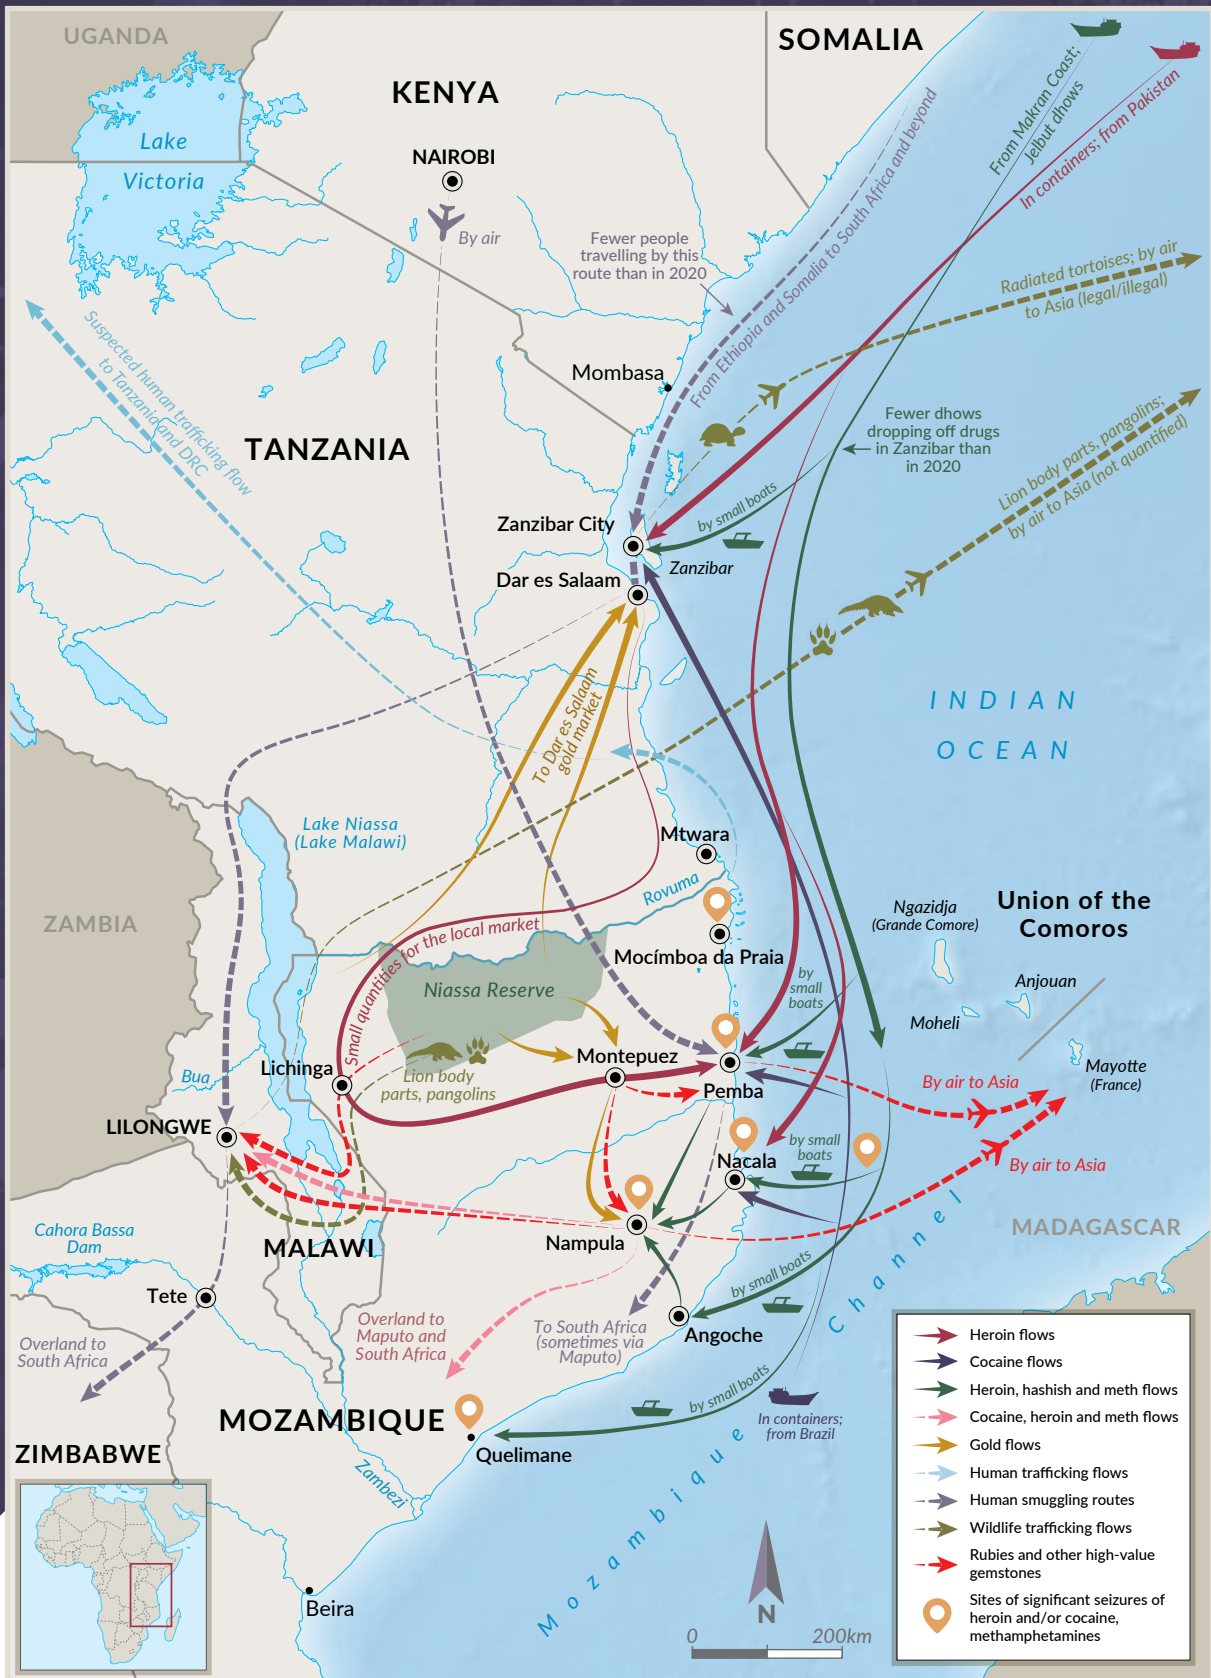 UGANDA
SOMALIA
KENYA
From Makran Coast;
Jelbut dhows
In containers; from Pakistan
Lake
Victoria
NAIROBI
By air
Fewer people
travelling by this
route than in 2020
From Ethiopia and Somalia to South Africa and beyond
Radiated tortoises; by air
to Asia (legal/illegal)
Suspected human trafficking flow
to Tanzania and DRC
Mombasa
TANZANIA
Fewer dhows
dropping off drugs
in Zanzibar than
in 2020
Lion body parts, pangolins;
by air to Asia (not quantified)
by small boats
Zanzibar City
Zanzibar
Dar es Salaam
To Dar es Salaam
gold market
INDIAN
OCEAN
Lake Niassa
(Lake Malawi)
Mtwara
Rovuma
ZAMBIA
Ngazidja
(Grande Comore)
Union of the
Comoros
Small quantities for the local market
Mocímboa da Praia
Niassa Reserve
by
small
boats
Anjouan
Moheli
Montepuez
Lichinga
Bua
Lion body
parts, pangolins
Pemba
By air to Asia
Mayotte
(France)
LILONGWE
by small
boats
Nacala
By air to Asia
Cahora Bassa
Dam
MALAWI
Nampula
MADAGASCAR
Tete
by small boats
Overland to
South Africa
Overland to
Maputo and
South Africa
To South Africa
(sometimes via
Maputo)
Angoche
by small boats
In containers;
from Brazil
MOZAMBIQUE
Quelimane
ZIMBABWE
Zambezi
Mozambique Channel
Beira
N
0 200km
Heroin flows
Cocaine flows
Heroin, hashish and meth flows
Cocaine, heroin and meth flows
Gold flows
Human trafficking flows
Human smuggling routes
Wildlife trafficking flows
Rubies and other high-value
gemstones
Sites of significant seizures of
heroin and/or cocaine,
methamphetamines